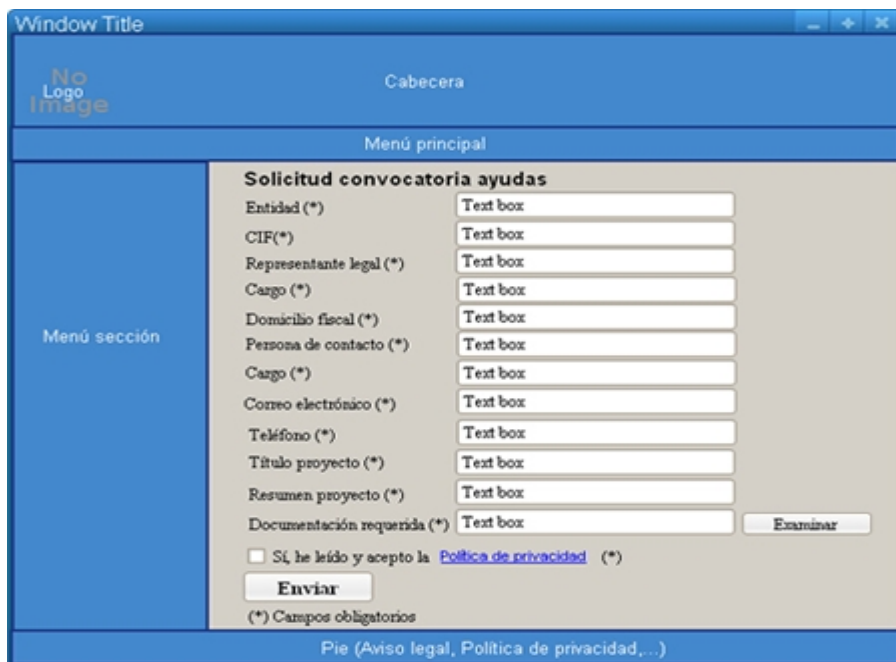 Window Title
No
Logo
Image
Cabecera
Menú principal
Menú sección
Solicitud convocatoria ayudas
Entidad (*) Text box
CIF(*) Text box
Representante legal (*) Text box
Cargo (*) Text box
Domicilio fiscal (*) Text box
Persona de contacto (*) Text box
Cargo (*) Text box
Correo electrónico (*) Text box
Teléfono (*) Text box
Título proyecto (*) Text box
Resumen proyecto (*) Text box
Documentación requerida (*) Text box Examinar
Sí, he leído y acepto la Política de privacidad (*)
Enviar
(*) Campos obligatorios
Pie (Aviso legal, Política de privacidad,...)